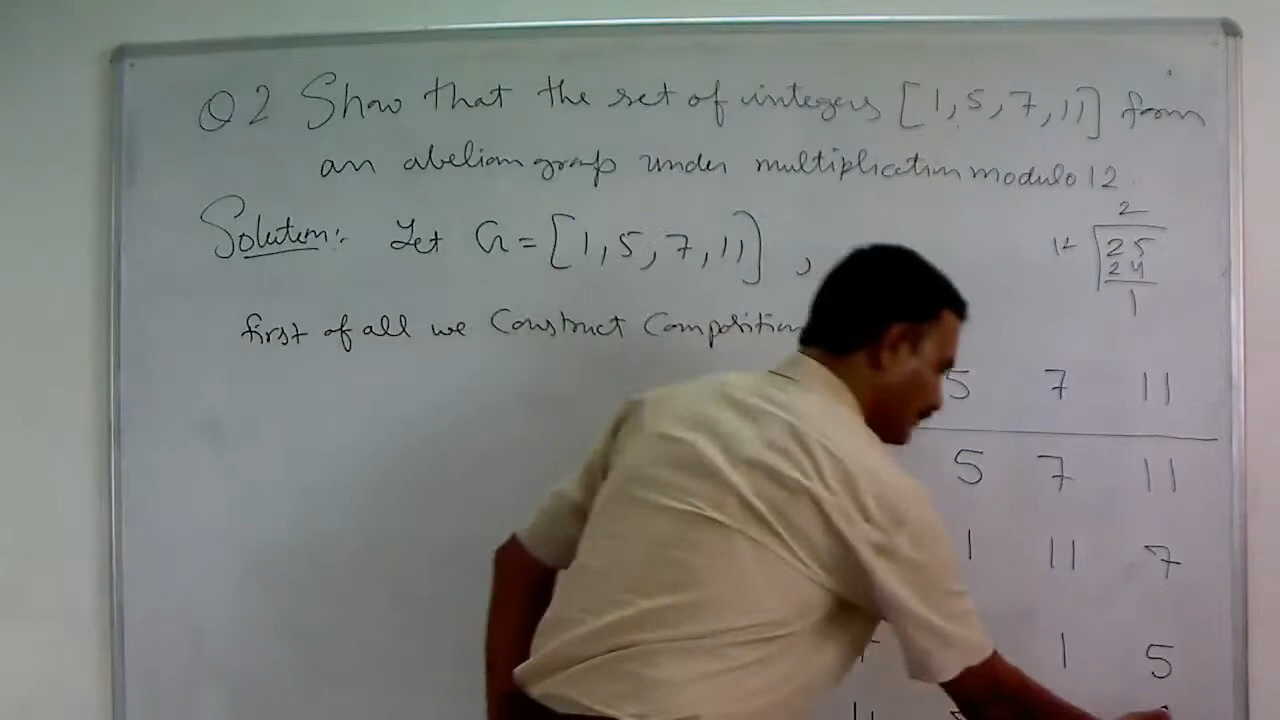 Q2 Show that the set of integers [1, 5, 7, 11] form
an abelian group under multiplication modulo 12.
Solution:- Let G = [1, 5, 7, 11] ,
2
12 25
24
1
first of all we Construct Composition
5 7 11
5 7 11
1 11 7
1 5